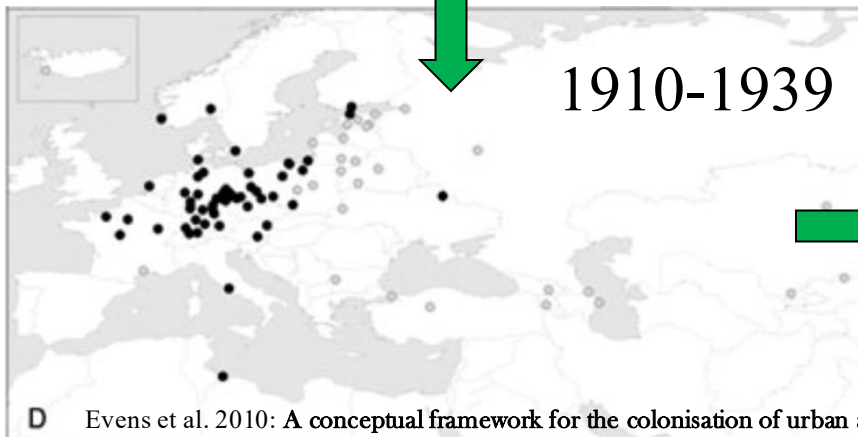 1910-1939
D Evens et al. 2010: A conceptual framework for the colonisation of urban